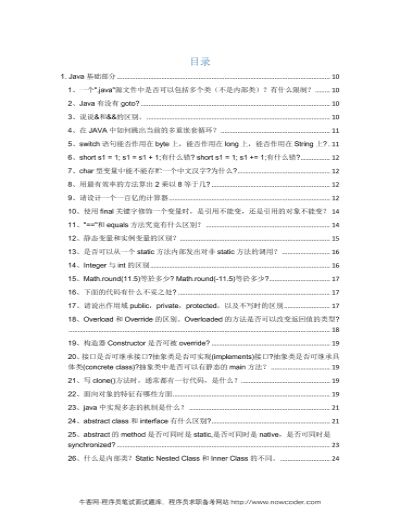 目录
1. Java 基础部分 ........ 10
1、一个".java"源文件中是否可以包括多个类（不是内部类）？有什么限制？ ........ 10
2、Java 有没有 goto? ........ 10
3、说说&和&&的区别。 ........ 10
4、在 JAVA 中如何跳出当前的多重嵌套循环？ ........ 11
5、switch 语句能否作用在 byte 上，能否作用在 long 上，能否作用在 String 上? . 11
6、short s1 = 1; s1 = s1 + 1;有什么错? short s1 = 1; s1 += 1;有什么错? ........ 12
7、char 型变量中能不能存贮一个中文汉字?为什么? ........ 12
8、用最有效率的方法算出 2 乘以 8 等于几? ........ 12
9、请设计一个一百亿的计算器 ........ 12
10、使用 final 关键字修饰一个变量时，是引用不能变，还是引用的对象不能变？ 14
11、"=="和 equals 方法究竟有什么区别？ ........ 14
12、静态变量和实例变量的区别？ ........ 15
13、是否可以从一个 static 方法内部发出对非 static 方法的调用？ ........ 16
14、Integer 与 int 的区别 ........ 16
15、Math.round(11.5)等於多少? Math.round(-11.5)等於多少? ........ 17
16、下面的代码有什么不妥之处? ........ 17
17、请说出作用域 public，private，protected，以及不写时的区别 ........ 17
18、Overload 和 Override 的区别。Overloaded 的方法是否可以改变返回值的类型?
........ 18
19、构造器 Constructor 是否可被 override? ........ 19
20、接口是否可继承接口?抽象类是否可实现(implements)接口?抽象类是否可继承具
体类(concrete class)?抽象类中是否可以有静态的 main 方法？ ........ 19
21、写 clone()方法时，通常都有一行代码，是什么？ ........ 19
22、面向对象的特征有哪些方面 ........ 19
23、java 中实现多态的机制是什么？ ........ 21
24、abstract class 和 interface 有什么区别? ........ 21
25、abstract 的 method 是否可同时是 static,是否可同时是 native，是否可同时是
synchronized? ........ 23
26、什么是内部类？Static Nested Class 和 Inner Class 的不同。 ........ 24
牛客网-程序员笔试面试题库，程序员求职备考网站 http://www.nowcoder.com